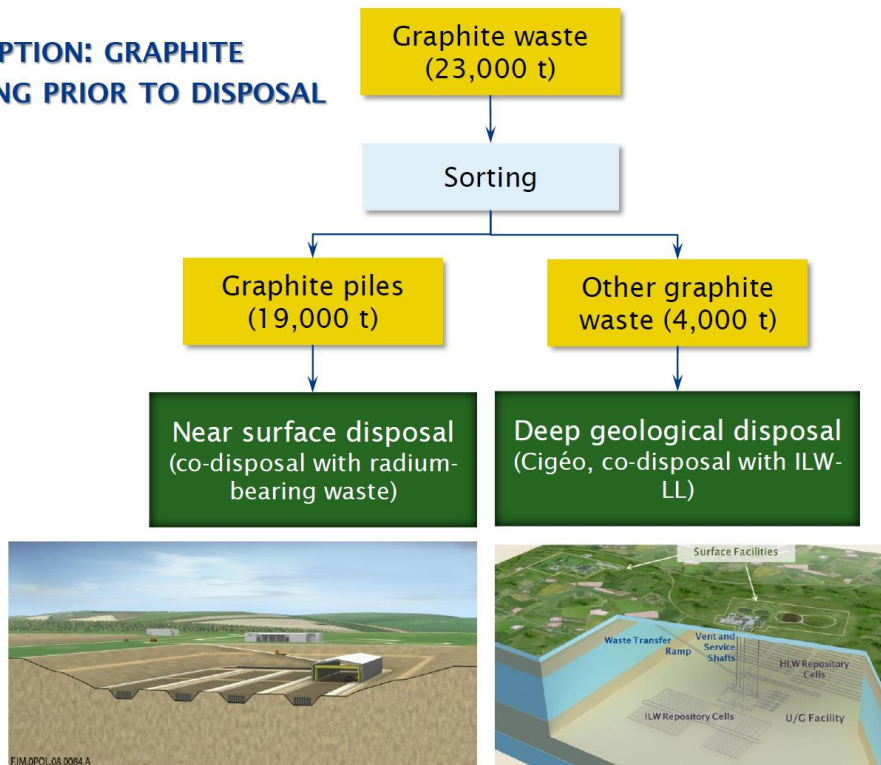 PTION: GRAPHITE
NG PRIOR TO DISPOSAL
Graphite waste
(23,000 t)
Sorting
Graphite piles
(19,000 t)
Other graphite
waste (4,000 t)
Near surface disposal
(co-disposal with radium-
bearing waste)
Deep geological disposal
(Cigéo, co-disposal with ILW-
LL)
Surface Facilities
Waste Transfer
Ramp
Vent and
Service
Shafts
HLW Repository
Cells
ILW Repository Cells
U/G Facility
FIM.0POL.08.0084.A